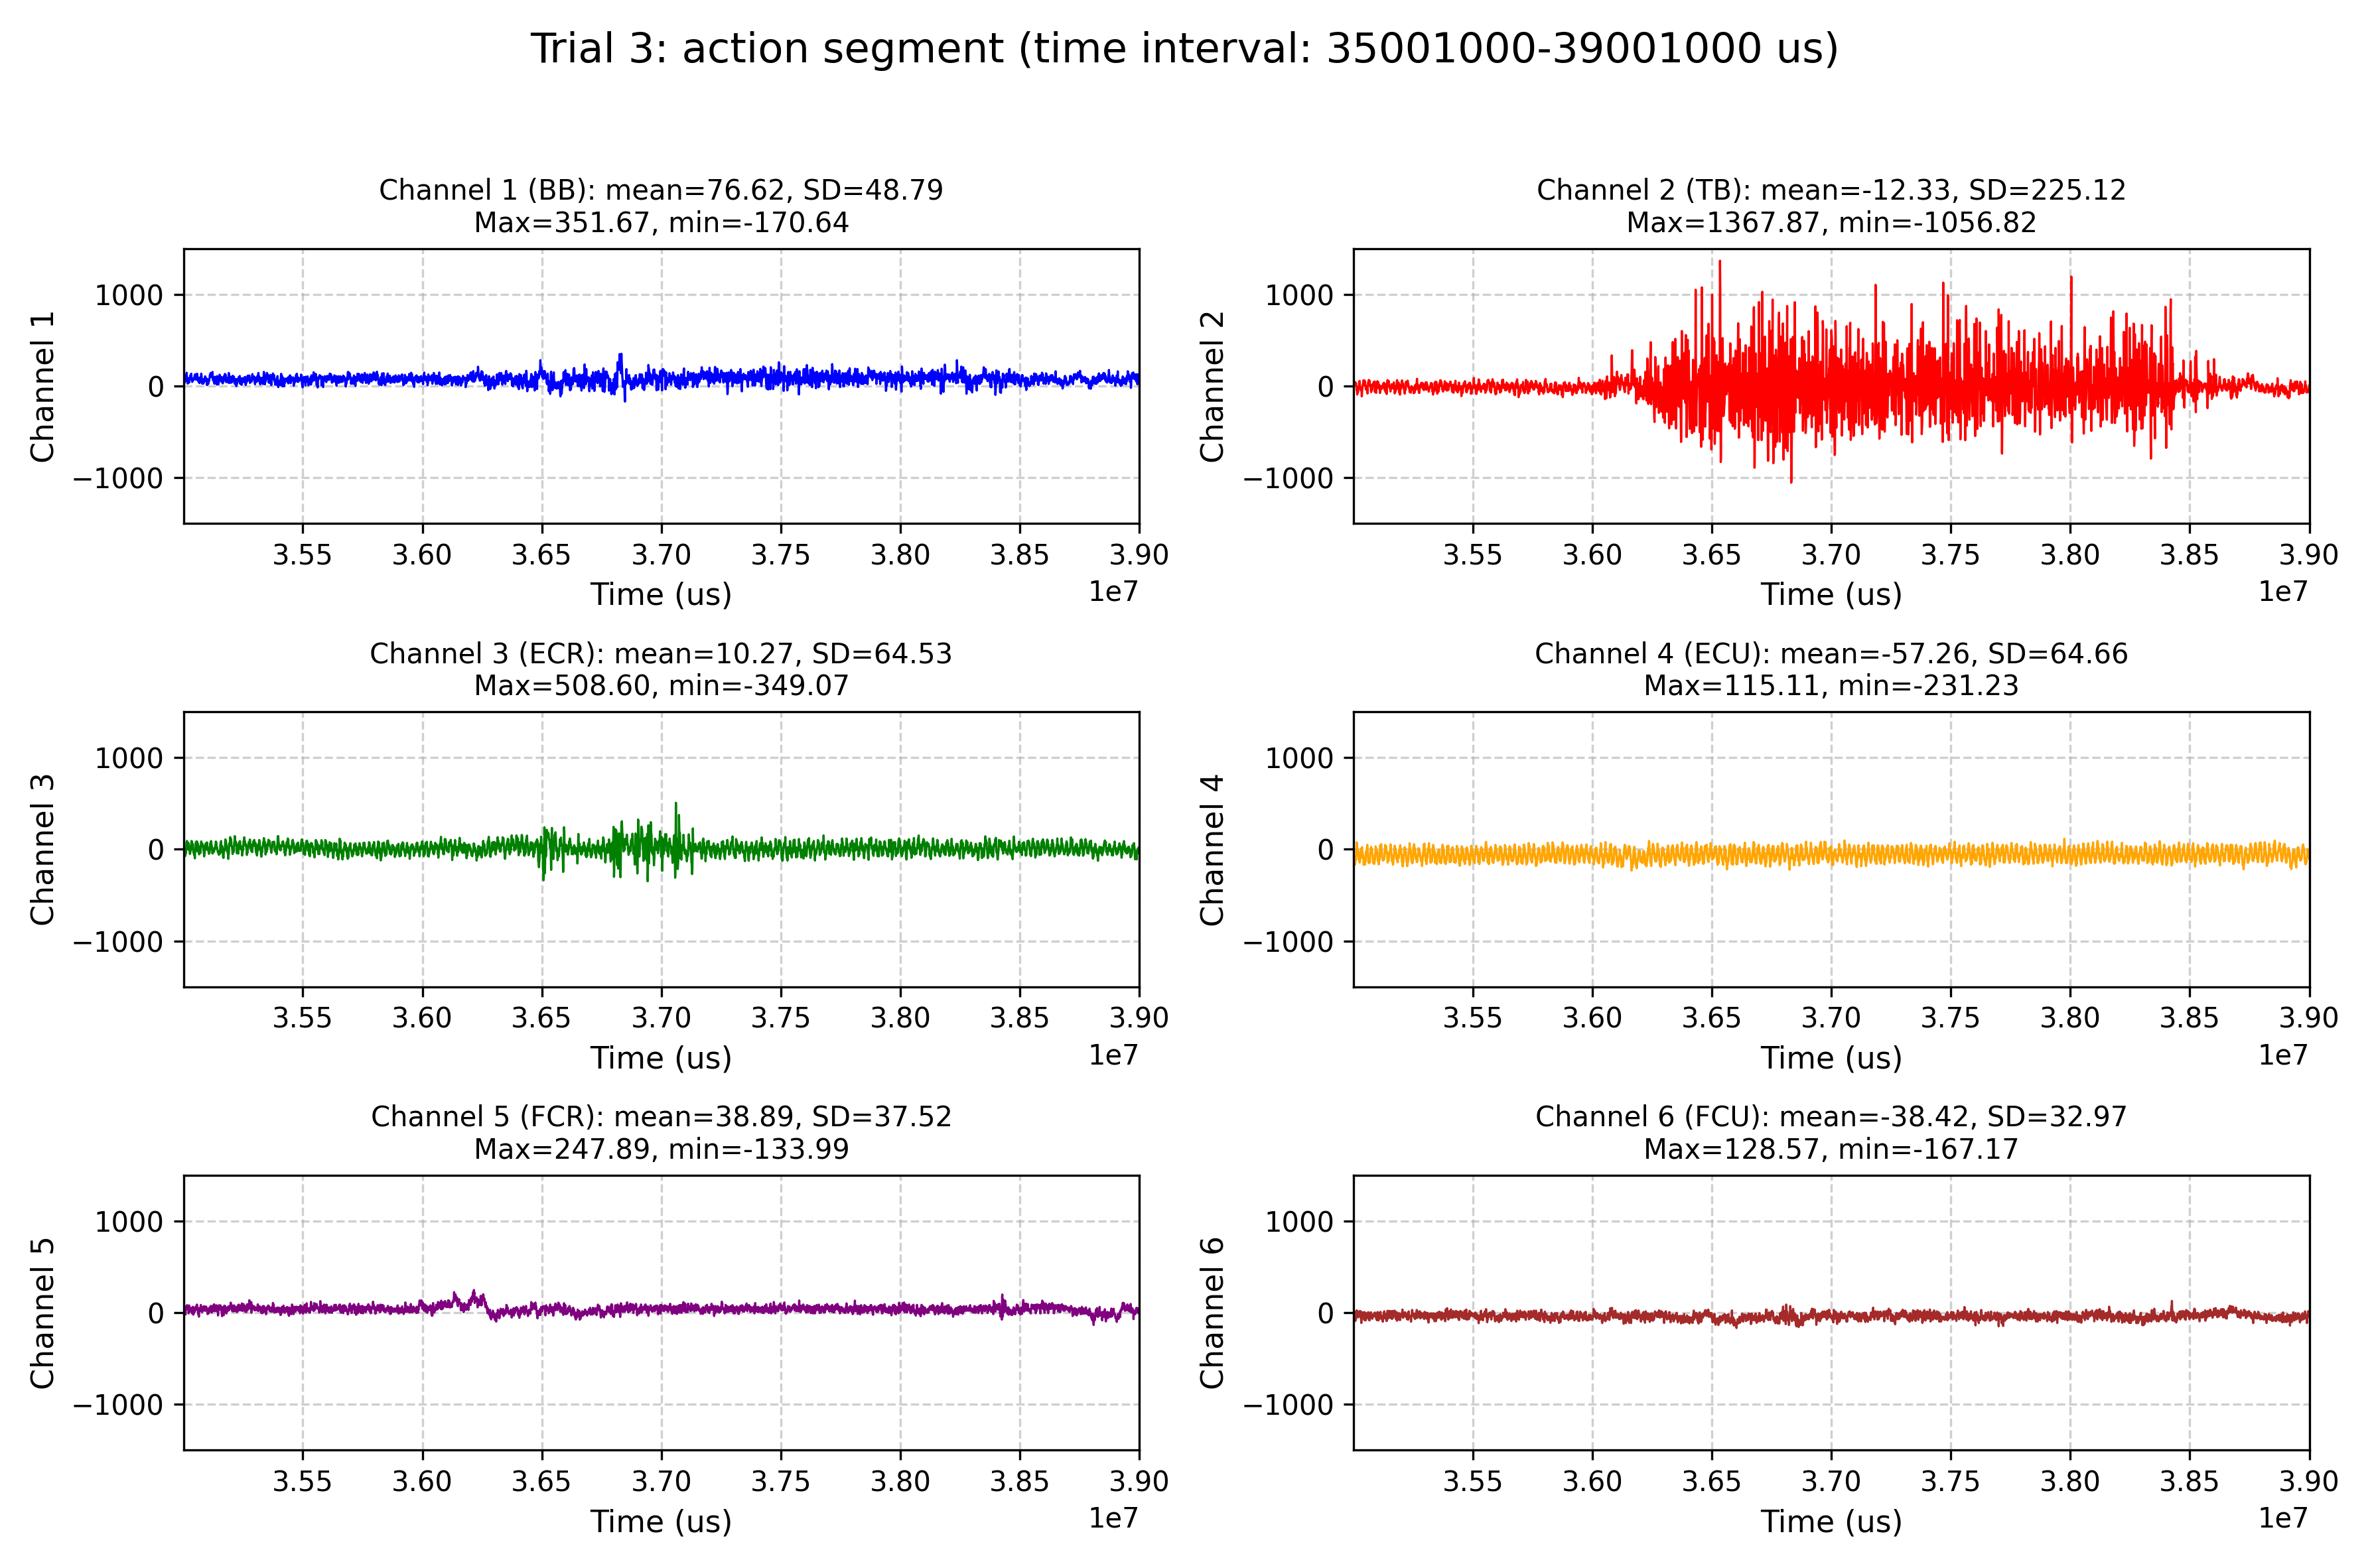 Trial 3: action segment (time interval: 35001000-39001000 us)
Channel 1 (BB): mean=76.62, SD=48.79
Max=351.67, min=-170.64
Channel 1
1000
0
−1000
3.55 3.60 3.65 3.70 3.75 3.80 3.85 3.90
Time (us)
1e7
Channel 2 (TB): mean=-12.33, SD=225.12
Max=1367.87, min=-1056.82
Channel 2
1000
0
−1000
3.55 3.60 3.65 3.70 3.75 3.80 3.85 3.90
Time (us)
1e7
Channel 3 (ECR): mean=10.27, SD=64.53
Max=508.60, min=-349.07
Channel 3
1000
0
−1000
3.55 3.60 3.65 3.70 3.75 3.80 3.85 3.90
Time (us)
1e7
Channel 4 (ECU): mean=-57.26, SD=64.66
Max=115.11, min=-231.23
Channel 4
1000
0
−1000
3.55 3.60 3.65 3.70 3.75 3.80 3.85 3.90
Time (us)
1e7
Channel 5 (FCR): mean=38.89, SD=37.52
Max=247.89, min=-133.99
Channel 5
1000
0
−1000
3.55 3.60 3.65 3.70 3.75 3.80 3.85 3.90
Time (us)
1e7
Channel 6 (FCU): mean=-38.42, SD=32.97
Max=128.57, min=-167.17
Channel 6
1000
0
−1000
3.55 3.60 3.65 3.70 3.75 3.80 3.85 3.90
Time (us)
1e7